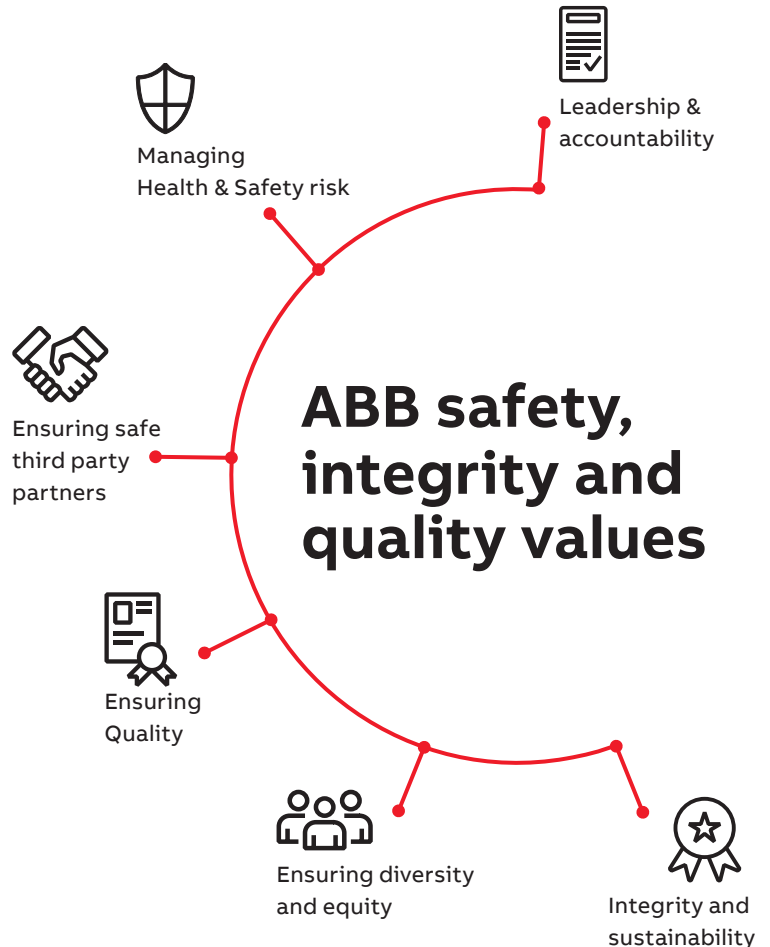 Leadership &
accountability
Managing
Health & Safety risk
ABB safety,
integrity and
quality values
Ensuring safe
third party
partners
Ensuring
Quality
Ensuring diversity
and equity
Integrity and
sustainability